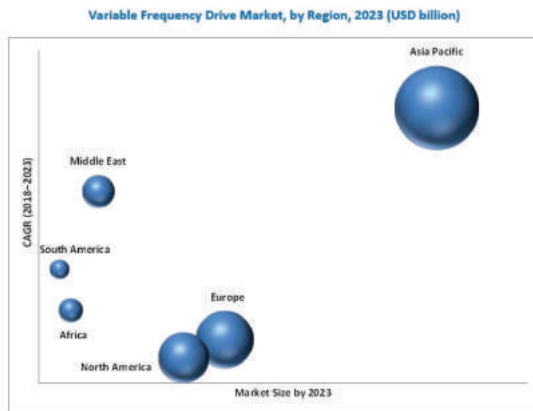 Variable Frequency Drive Market, by Region, 2023 (USD billion)
Asia Pacific
Middle East
CAGR (2018–2023)
South America
Europe
Africa
North America
Market Size by 2023